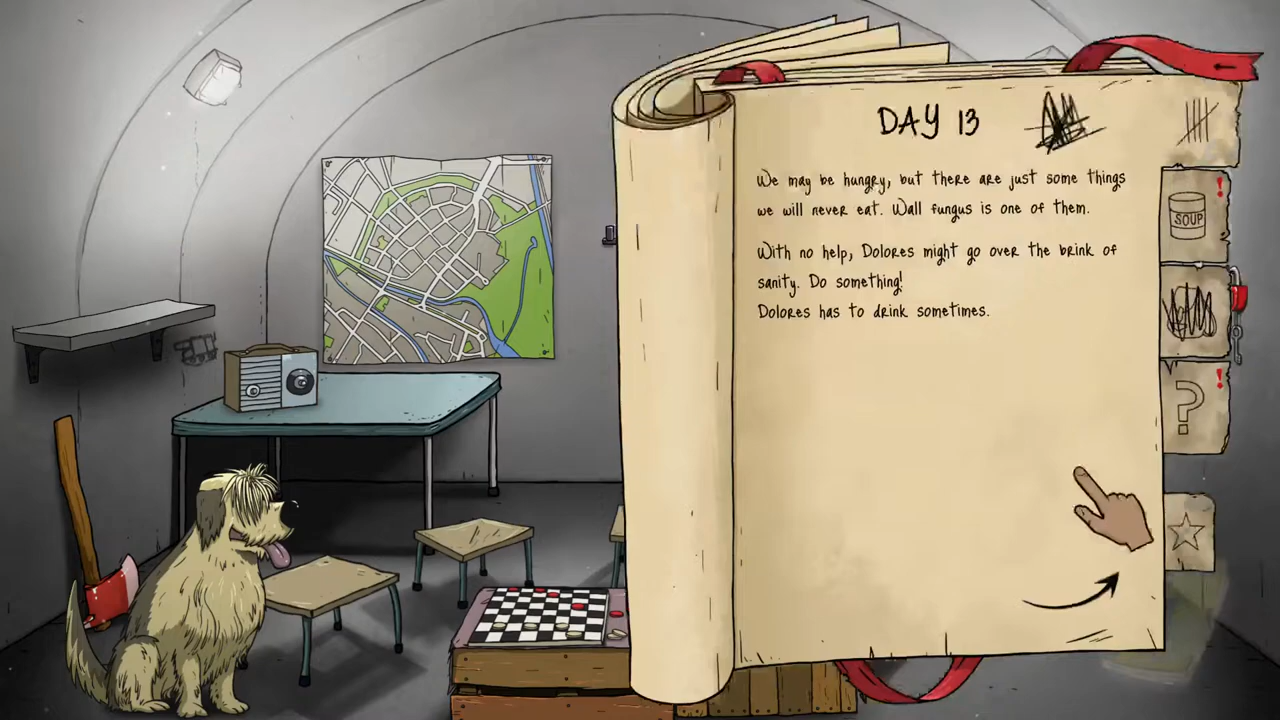 DAY 13
We may be hungry, but there are just some things
we will never eat. Wall fungus is one of them.
With no help, Dolores might go over the brink of
sanity. Do something!
Dolores has to drink sometimes.
!
SOUP
!
?